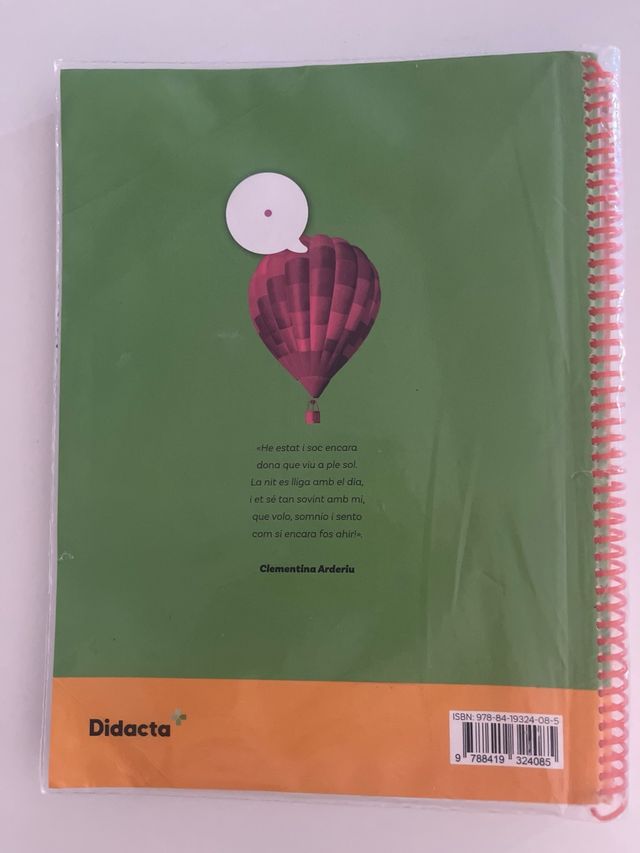 «He estat i soc encara
dona que viu a ple sol.
La nit es lliga amb el dia,
i et sé tan sovint amb mi,
que volo, somnio i sento
com si encara fos ahir!».
Clementina Arderiu
Didacta+
ISBN: 978-84-19324-08-5
9 788419 324085